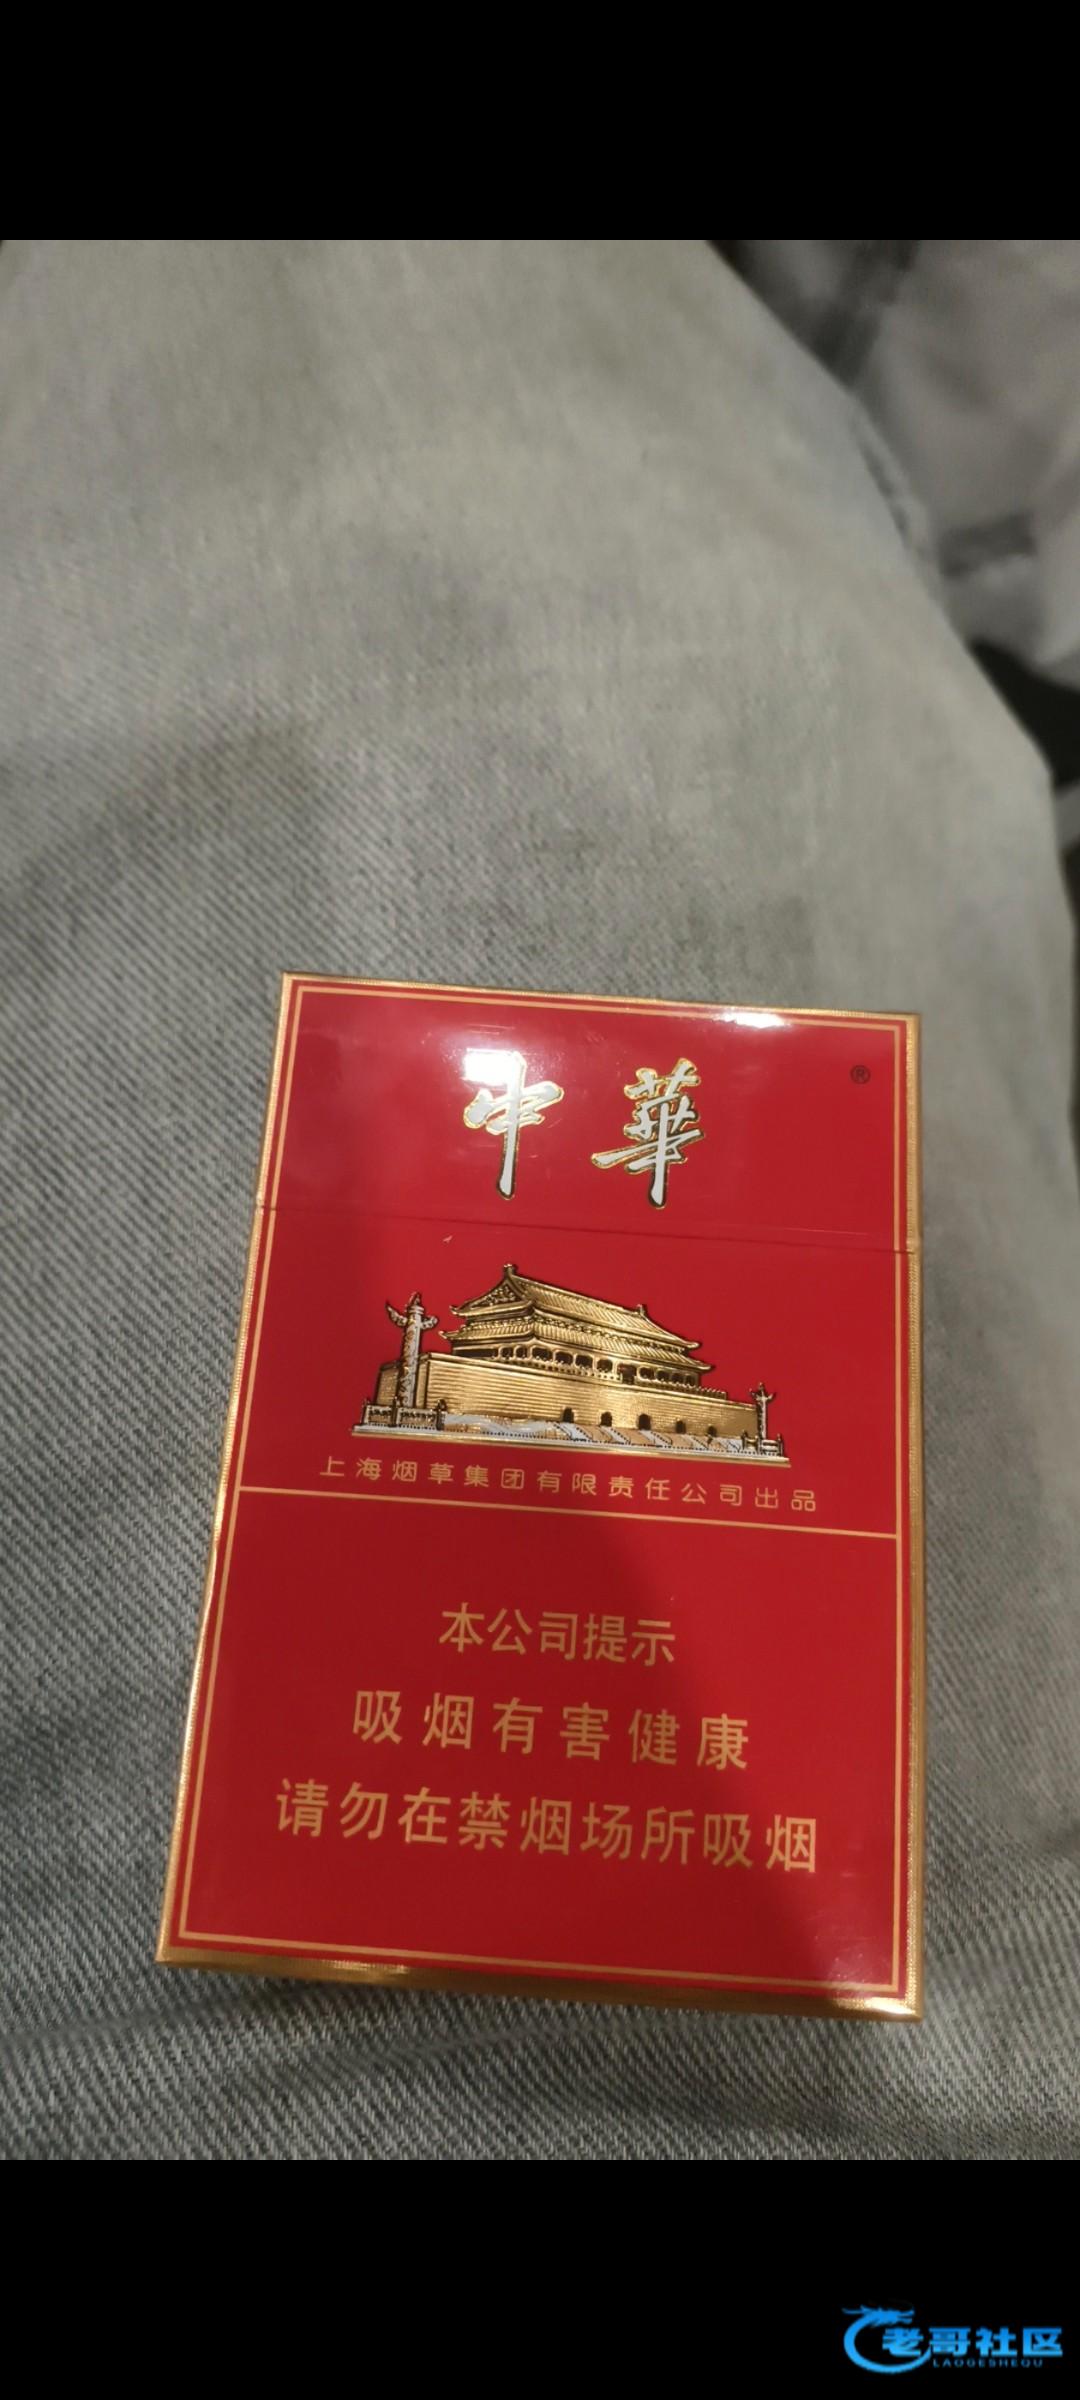 中華
®
上海烟草集团有限责任公司出品
本公司提示
吸烟有害健康
请勿在禁烟场所吸烟
老哥社区
LAOGESHEQU